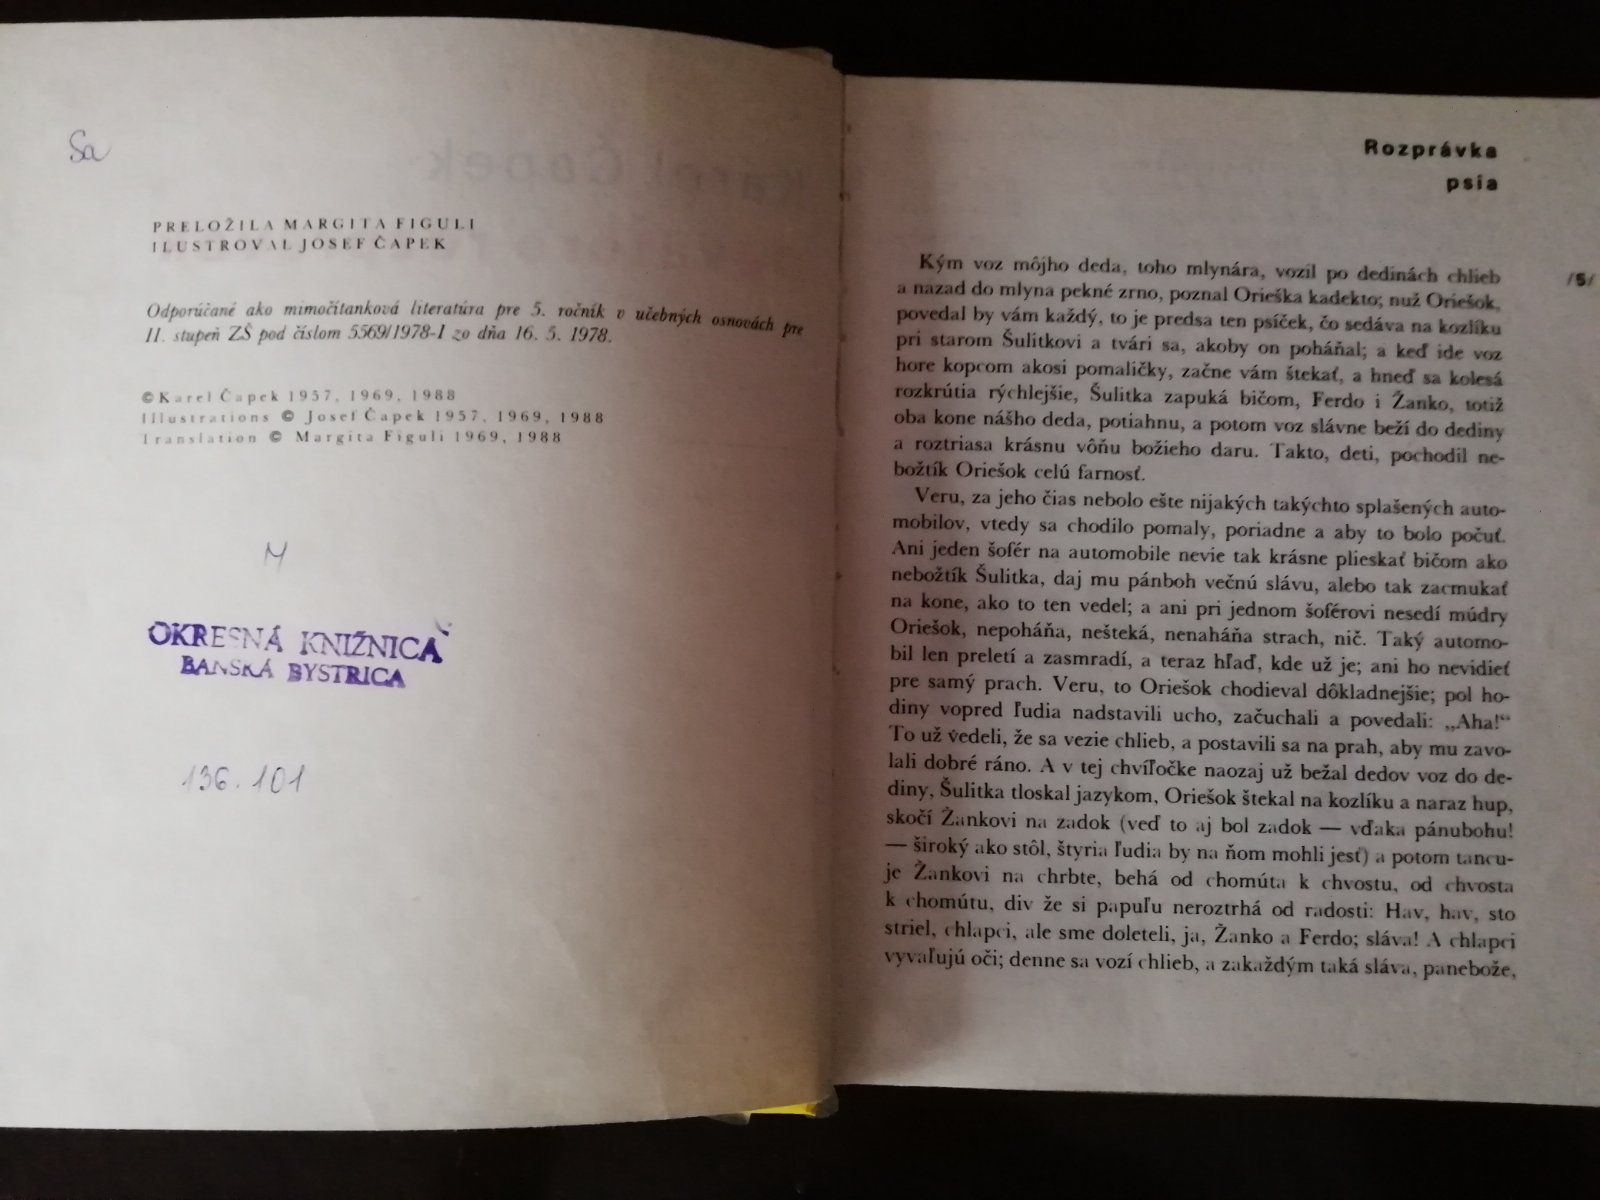 Sa
PRELOŽILA MARGITA FIGULI
ILUSTROVAL JOSEF ČAPEK
Odporúčané ako mimočítanková literatúra pre 5. ročník v učebných osnovách pre
II. stupeň ZŠ pod číslom 5569/1978-I zo dňa 16. 5. 1978.
©Karel Čapek 1957, 1969, 1988
Illustrations © Josef Čapek 1957, 1969, 1988
Translation © Margita Figuli 1969, 1988
M
OKRESNÁ KNIŽNICA
BANSKÁ BYSTRICA
136.101
Rozprávka
psia
/5/
Kým voz môjho deda, toho mlynára, vozil po dedinách chlieb
a nazad do mlyna pekné zrno, poznal Orieška kadekto; nuž Oriešok,
povedal by vám každý, to je predsa ten psíček, čo sedáva na kozlíku
pri starom Šulitkovi a tvári sa, akoby on poháňal; a keď ide voz
hore kopcom akosi pomaličky, začne vám štekať, a hneď sa kolesá
rozkrútia rýchlejšie, Šulitka zapuká bičom, Ferdo i Žanko, totiž
oba kone nášho deda, potiahnu, a potom voz slávne beží do dediny
a roztriasa krásnu vôňu božieho daru. Takto, deti, pochodil ne-
božtík Oriešok celú farnosť.
Veru, za jeho čias nebolo ešte nijakých takýchto splašených auto-
mobilov, vtedy sa chodilo pomaly, poriadne a aby to bolo počuť.
Ani jeden šofér na automobile nevie tak krásne plieskať bičom ako
nebožtík Šulitka, daj mu pánboh večnú slávu, alebo tak zacmukať
na kone, ako to ten vedel; a ani pri jednom šoférovi nesedí múdry
Oriešok, nepoháňa, nešteká, nenaháňa strach, nič. Taký automo-
bil len preletí a zasmradí, a teraz hľaď, kde už je; ani ho nevidieť
pre samý prach. Veru, to Oriešok chodieval dôkladnejšie; pol ho-
diny vopred ľudia nadstavili ucho, začuchali a povedali: „Aha!“
To už vedeli, že sa vezie chlieb, a postavili sa na prah, aby mu zavo-
lali dobré ráno. A v tej chvíľočke naozaj už bežal dedov voz do de-
diny, Šulitka tloskal jazykom, Oriešok štekal na kozlíku a naraz hup,
skočí Žankovi na zadok (veď to aj bol zadok — vďaka pánubohu!
— široký ako stôl, štyria ľudia by na ňom mohli jesť) a potom tancu-
je Žankovi na chrbte, behá od chomúta k chvostu, od chvosta
k chomútu, div že si papuľu neroztrhá od radosti: Hav, hav, sto
striel, chlapci, ale sme doleteli, ja, Žanko a Ferdo; sláva! A chlapci
vyvaľujú oči; denne sa vozí chlieb, a zakaždým taká sláva, panebože,